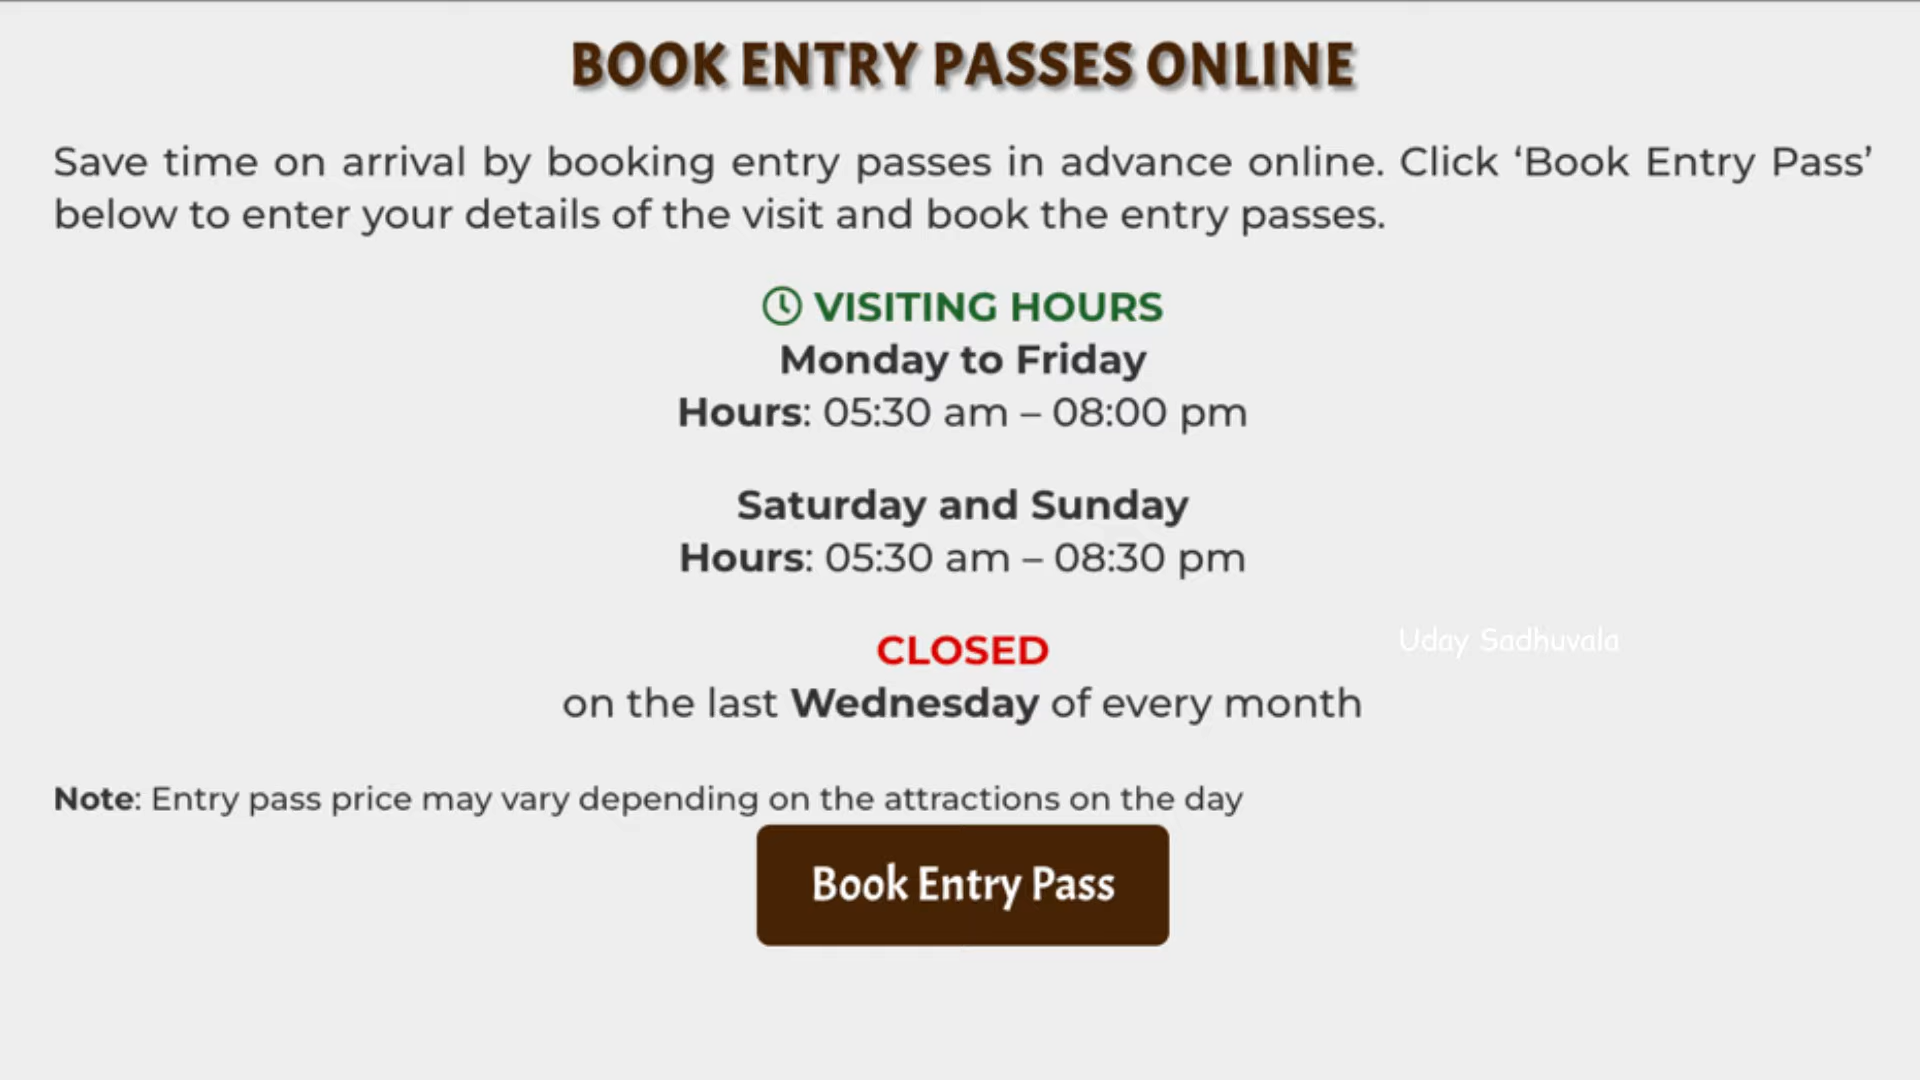 BOOK ENTRY PASSES ONLINE
Save time on arrival by booking entry passes in advance online. Click ‘Book Entry Pass’
below to enter your details of the visit and book the entry passes.
VISITING HOURS
Monday to Friday
Hours: 05:30 am – 08:00 pm
Saturday and Sunday
Hours: 05:30 am – 08:30 pm
CLOSED
Uday Sadhuvala
on the last Wednesday of every month
Note: Entry pass price may vary depending on the attractions on the day
Book Entry Pass